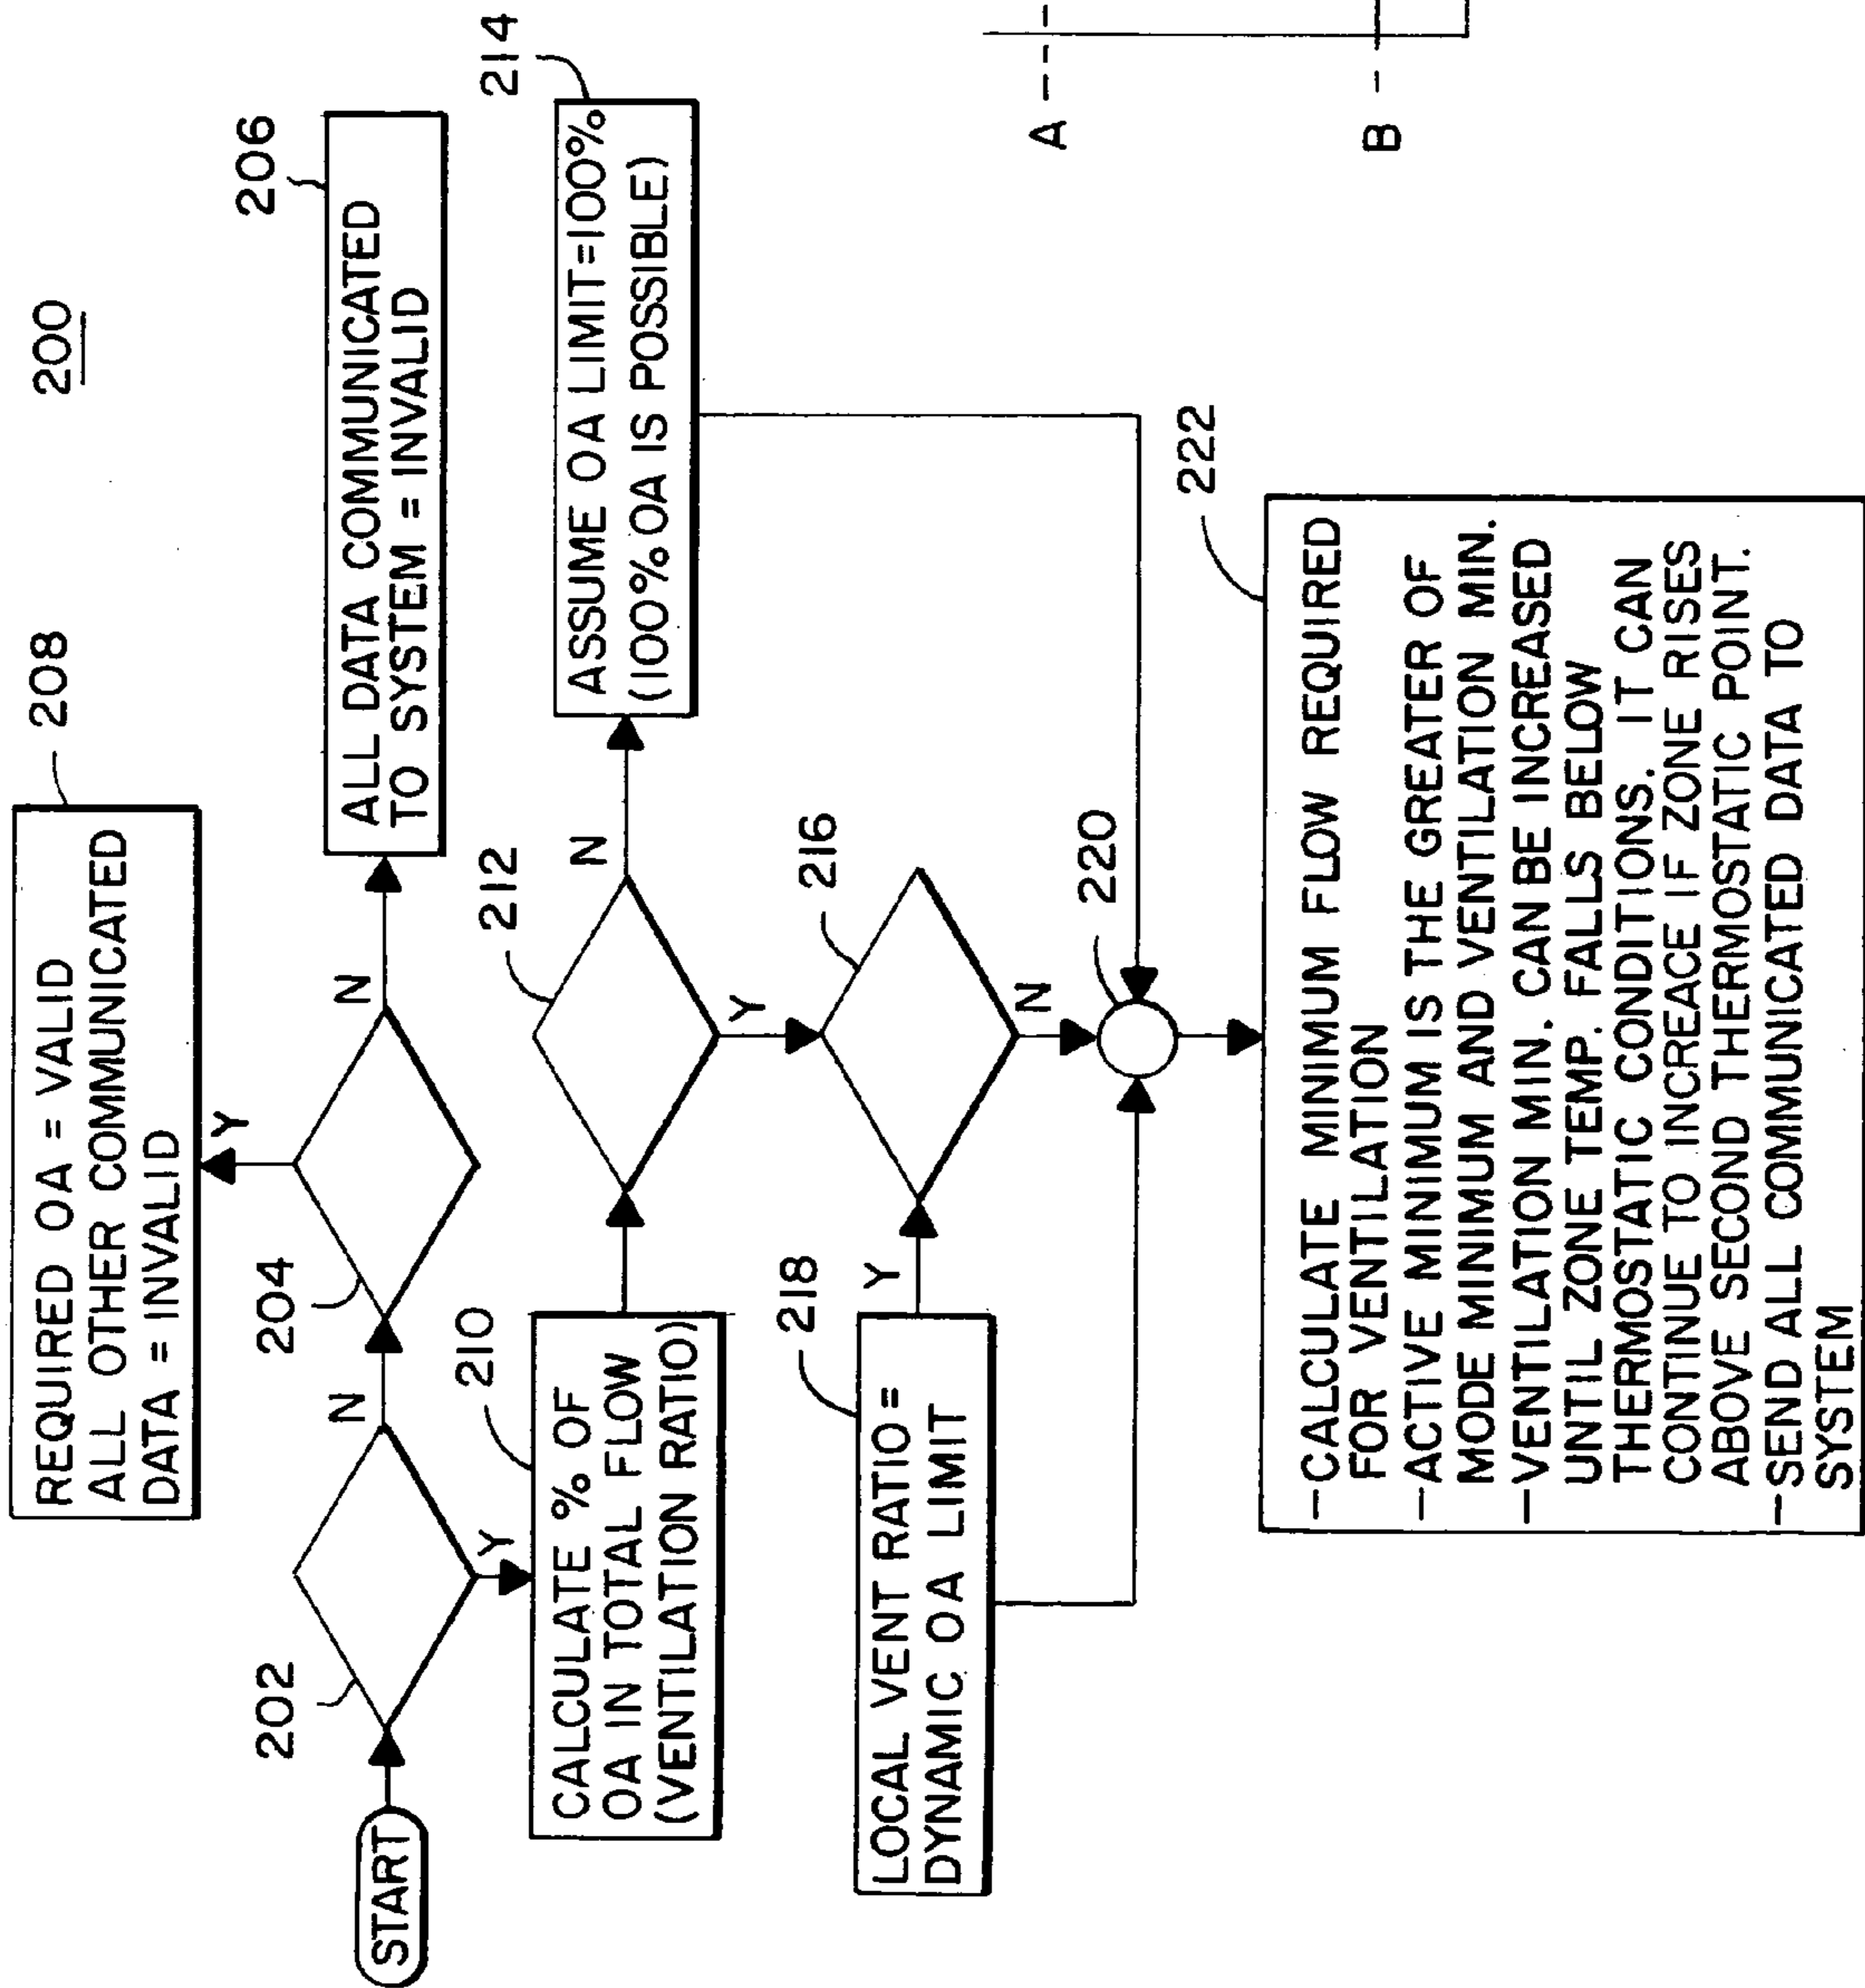 200
208
REQUIRED OA = VALID
ALL OTHER COMMUNICATED
DATA = INVALID
206
ALL DATA COMMUNICATED
TO SYSTEM = INVALID
START
202
N
Y
204
N
Y
210
CALCULATE % OF
OA IN TOTAL FLOW
(VENTILATION RATIO)
212
N
Y
214
ASSUME OA LIMIT=100%
(100% OA IS POSSIBLE)
218
LOCAL VENT RATIO=
DYNAMIC OA LIMIT
Y
216
N
220
222
-CALCULATE MINIMUM FLOW REQUIRED
FOR VENTILATION
-ACTIVE MINIMUM IS THE GREATER OF
MODE MINIMUM AND VENTILATION MIN.
-VENTILATION MIN. CAN BE INCREASED
UNTIL ZONE TEMP. FALLS BELOW
THERMOSTATIC CONDITIONS. IT CAN
CONTINUE TO INCREACE IF ZONE RISES
ABOVE SECOND THERMOSTATIC POINT.
-SEND ALL COMMUNICATED DATA TO
SYSTEM
A
B